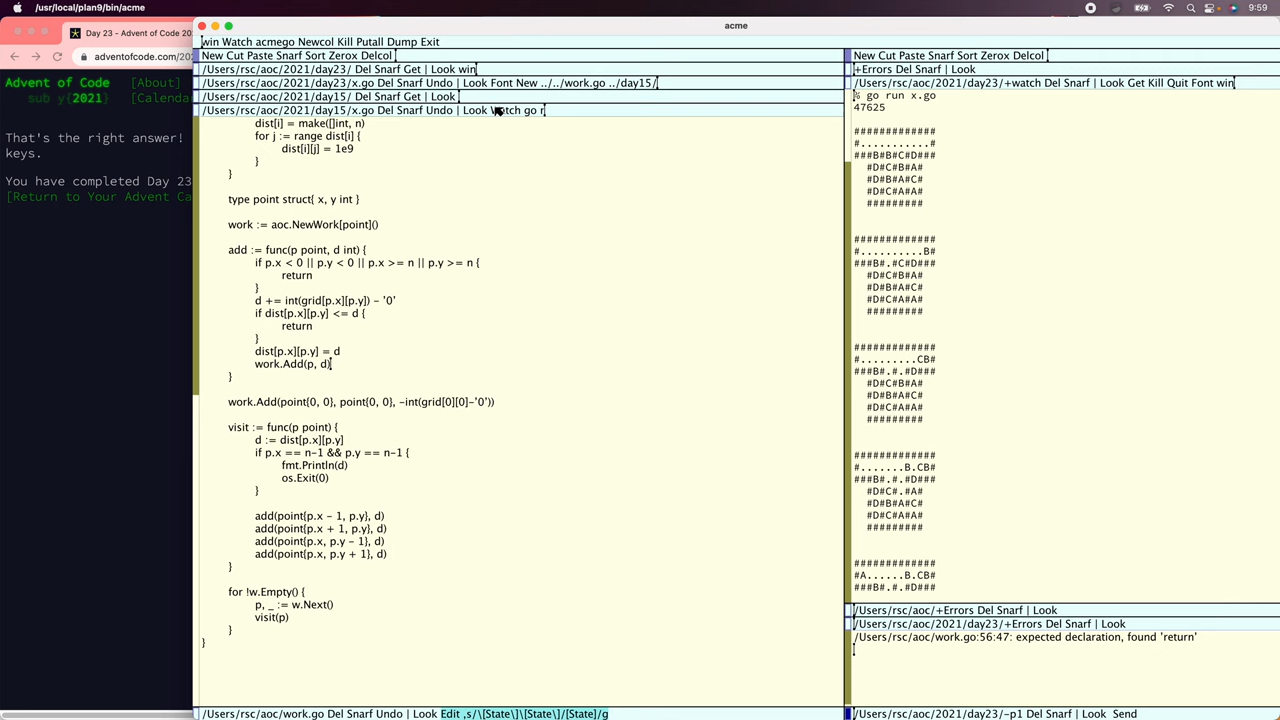 /usr/local/plan9/bin/acme
9:59
Day 23 - Advent of Code 20
adventofcode.com/20
Advent of Code [About]
sub y{2021} [Calenda
That's the right answer!
keys.
You have completed Day 23
[Return to Your Advent Ca
acme
win Watch acmego Newcol Kill Putall Dump Exit
New Cut Paste Snarf Sort Zerox Delcol
/Users/rsc/aoc/2021/day23/ Del Snarf Get | Look win
/Users/rsc/aoc/2021/day23/x.go Del Snarf Undo | Look Font New ../../work.go ../day15/
/Users/rsc/aoc/2021/day15/ Del Snarf Get | Look
/Users/rsc/aoc/2021/day15/x.go Del Snarf Undo | Look Watch go r
dist[i] = make([]int, n)
for j := range dist[i] {
dist[i][j] = 1e9
}
}
type point struct{ x, y int }
work := aoc.NewWork[point]()
add := func(p point, d int) {
if p.x < 0 || p.y < 0 || p.x >= n || p.y >= n {
return
}
d += int(grid[p.x][p.y]) - '0'
if dist[p.x][p.y] <= d {
return
}
dist[p.x][p.y] = d
work.Add(p, d)
}
work.Add(point{0, 0}, point{0, 0}, -int(grid[0][0]-'0'))
visit := func(p point) {
d := dist[p.x][p.y]
if p.x == n-1 && p.y == n-1 {
fmt.Println(d)
os.Exit(0)
}
add(point{p.x - 1, p.y}, d)
add(point{p.x + 1, p.y}, d)
add(point{p.x, p.y - 1}, d)
add(point{p.x, p.y + 1}, d)
}
for !w.Empty() {
p, _ := w.Next()
visit(p)
}
}
/Users/rsc/aoc/work.go Del Snarf Undo | Look Edit ,s/\[State\]\[State\]/[State]/g
New Cut Paste Snarf Sort Zerox Delcol
+Errors Del Snarf | Look
/Users/rsc/aoc/2021/day23/+watch Del Snarf | Look Get Kill Quit Font win
% go run x.go
47625
#############
#...........#
###B#B#C#D###
#D#C#B#A#
#D#B#A#C#
#D#C#A#A#
#########
#############
#..........B#
###B#.#C#D###
#D#C#B#A#
#D#B#A#C#
#D#C#A#A#
#########
#############
#.........CB#
###B#.#.#D###
#D#C#B#A#
#D#B#A#C#
#D#C#A#A#
#########
#############
#.......B.CB#
###B#.#.#D###
#D#C#.#A#
#D#B#A#C#
#D#C#A#A#
#########
#############
#A......B.CB#
###B#.#.#D###
/Users/rsc/aoc/+Errors Del Snarf | Look
/Users/rsc/aoc/2021/day23/+Errors Del Snarf | Look
/Users/rsc/aoc/work.go:56:47: expected declaration, found 'return'
/Users/rsc/aoc/2021/day23/-p1 Del Snarf | Look Send